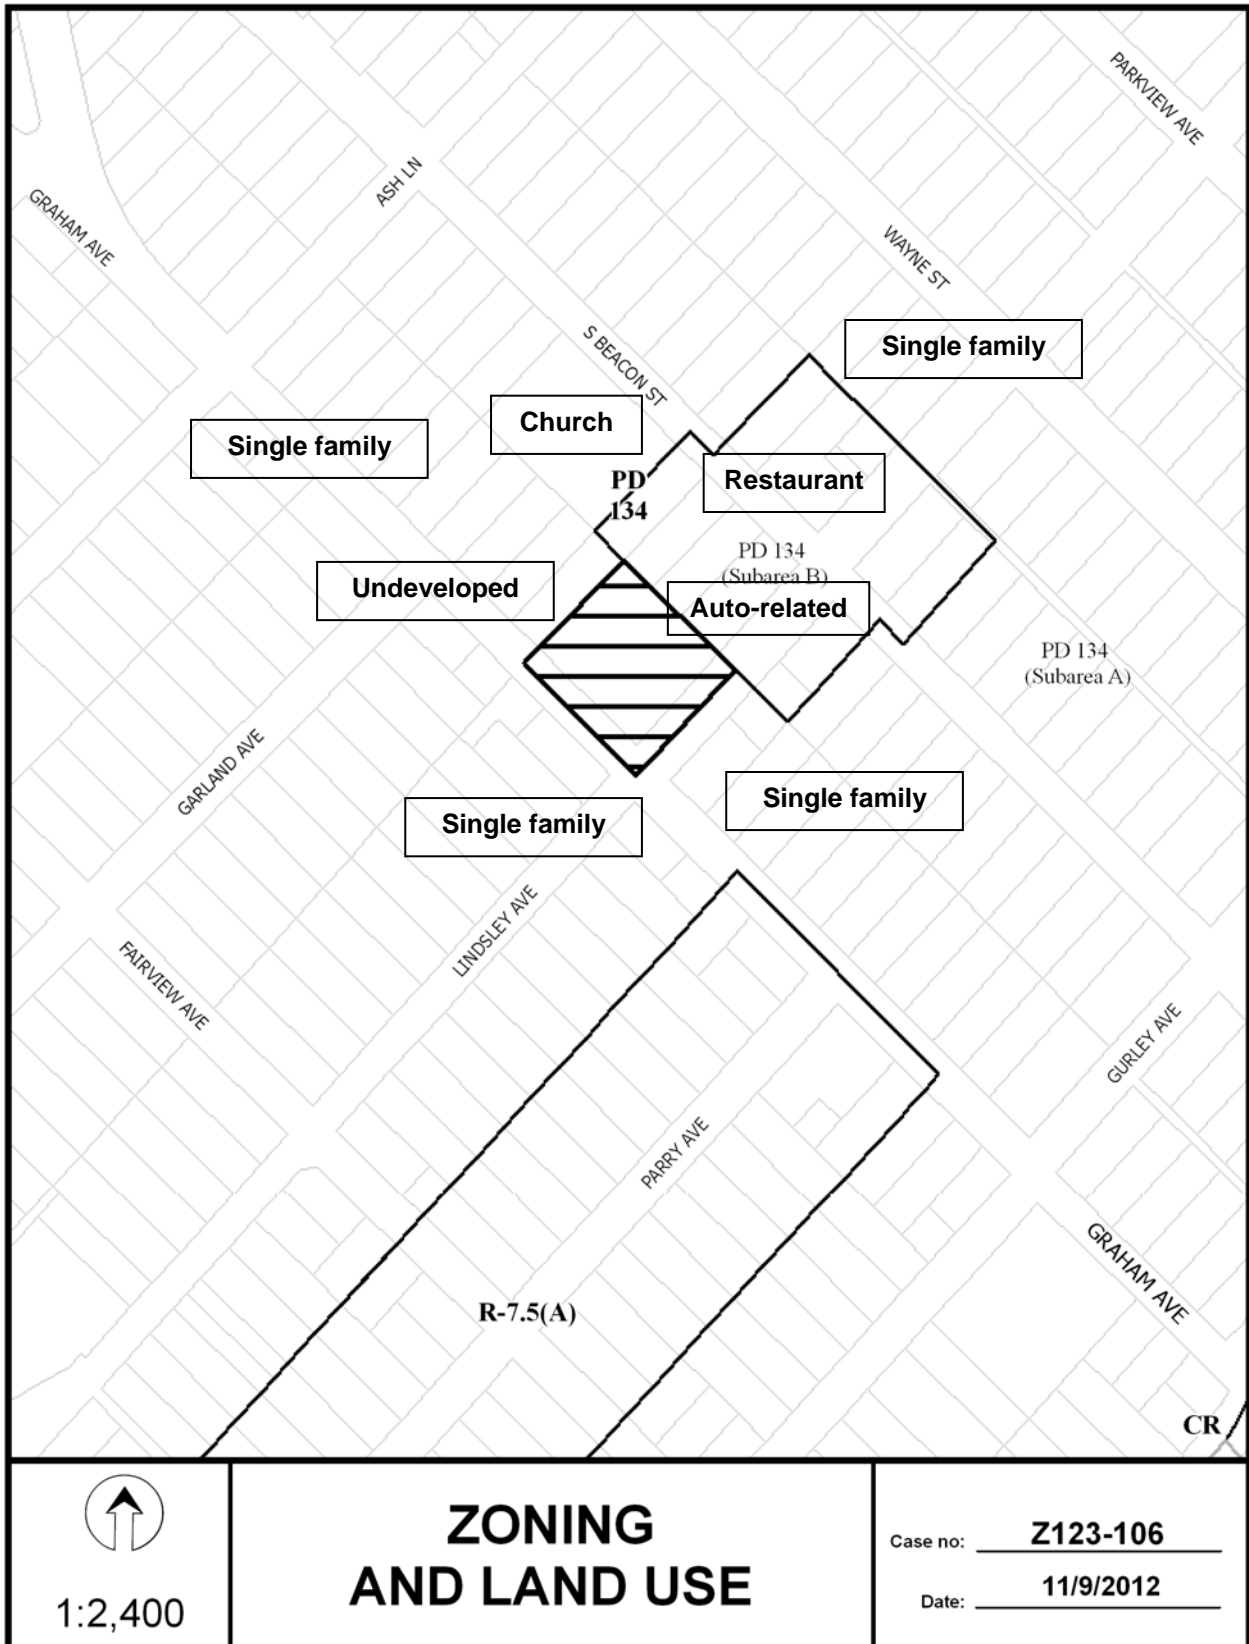 PARKVIEW AVE
ASH LN
GRAHAM AVE
WAYNE ST
S BEACON ST
Single family
Church
Single family
Restaurant
PD
134
PD 134
(Subarea B)
Undeveloped
Auto-related
PD 134
(Subarea A)
GARLAND AVE
Single family
Single family
LINDSLEY AVE
FAIRVIEW AVE
GURLEY AVE
PARRY AVE
GRAHAM AVE
R-7.5(A)
CR
1:2,400
ZONING
AND LAND USE
Case no: Z123-106
Date: 11/9/2012